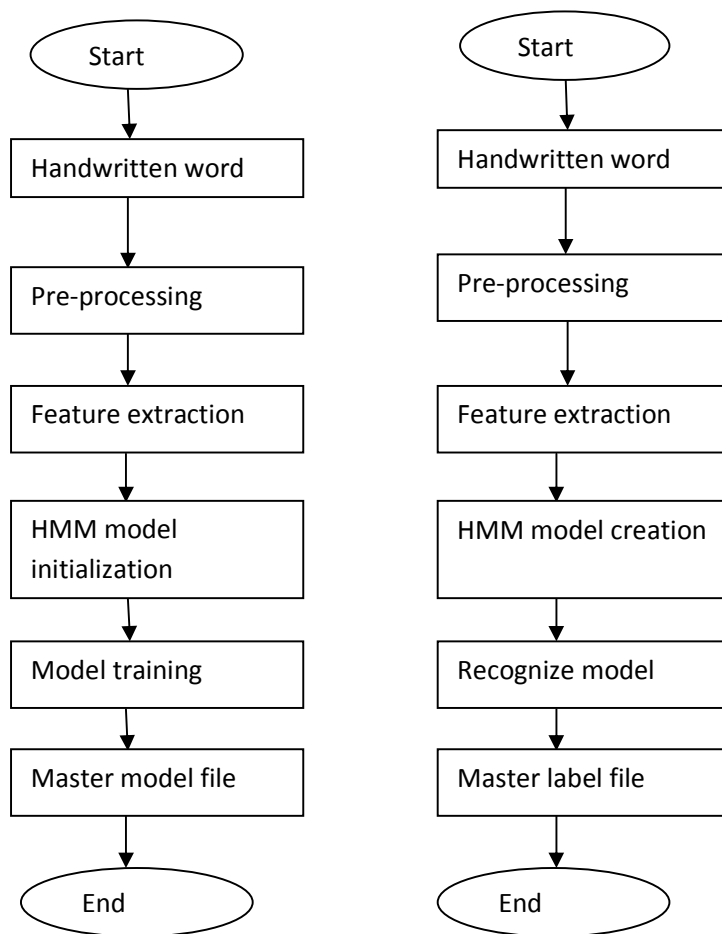 Start
Handwritten word
Pre-processing
Feature extraction
HMM model
initialization
Model training
Master model file
End
Start
Handwritten word
Pre-processing
Feature extraction
HMM model creation
Recognize model
Master label file
End